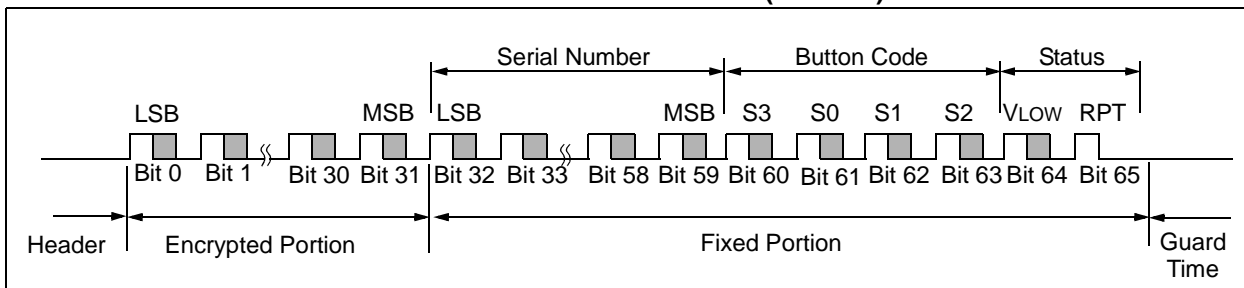 Serial Number Button Code Status
LSB MSB LSB MSB S3 S0 S1 S2 VLOW RPT
Bit 0 Bit 1 Bit 30 Bit 31 Bit 32 Bit 33 Bit 58 Bit 59 Bit 60 Bit 61 Bit 62 Bit 63 Bit 64 Bit 65
Header Encrypted Portion Fixed Portion Guard
Time